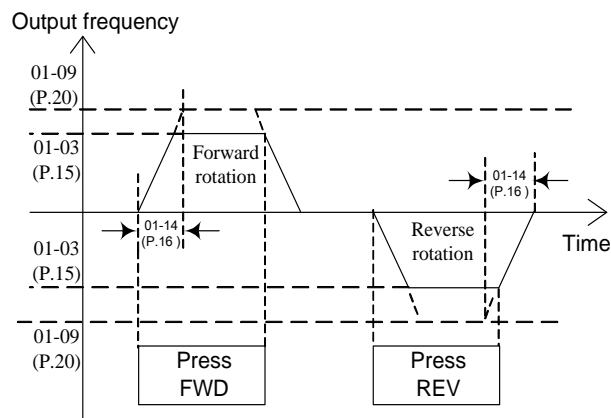 Output frequency
01-09
(P.20)
01-03
(P.15)
Forward
rotation
01-14
(P.16 )
01-14
(P.16 )
Time
01-03
(P.15)
Reverse
rotation
01-09
(P.20)
Press
FWD
Press
REV